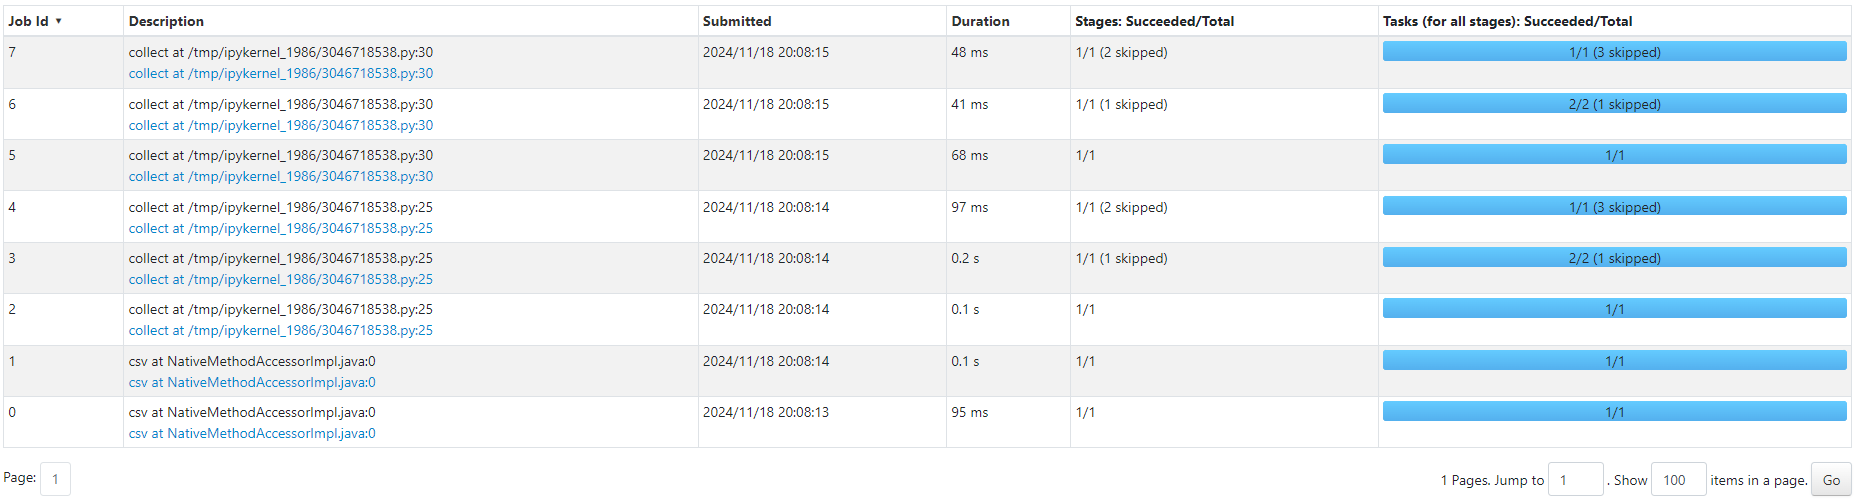 Job Id ▾ Description Submitted Duration Stages: Succeeded/Total Tasks (for all stages): Succeeded/Total
7 collect at /tmp/ipykernel_1986/3046718538.py:30 2024/11/18 20:08:15 48 ms 1/1 (2 skipped) 1/1 (3 skipped)
collect at /tmp/ipykernel_1986/3046718538.py:30
6 collect at /tmp/ipykernel_1986/3046718538.py:30 2024/11/18 20:08:15 41 ms 1/1 (1 skipped) 2/2 (1 skipped)
collect at /tmp/ipykernel_1986/3046718538.py:30
5 collect at /tmp/ipykernel_1986/3046718538.py:30 2024/11/18 20:08:15 68 ms 1/1 1/1
collect at /tmp/ipykernel_1986/3046718538.py:30
4 collect at /tmp/ipykernel_1986/3046718538.py:25 2024/11/18 20:08:14 97 ms 1/1 (2 skipped) 1/1 (3 skipped)
collect at /tmp/ipykernel_1986/3046718538.py:25
3 collect at /tmp/ipykernel_1986/3046718538.py:25 2024/11/18 20:08:14 0.2 s 1/1 (1 skipped) 2/2 (1 skipped)
collect at /tmp/ipykernel_1986/3046718538.py:25
2 collect at /tmp/ipykernel_1986/3046718538.py:25 2024/11/18 20:08:14 0.1 s 1/1 1/1
collect at /tmp/ipykernel_1986/3046718538.py:25
1 csv at NativeMethodAccessorImpl.java:0 2024/11/18 20:08:14 0.1 s 1/1 1/1
csv at NativeMethodAccessorImpl.java:0
0 csv at NativeMethodAccessorImpl.java:0 2024/11/18 20:08:13 95 ms 1/1 1/1
csv at NativeMethodAccessorImpl.java:0
Page: 1 1 Pages. Jump to 1 . Show 100 items in a page. Go